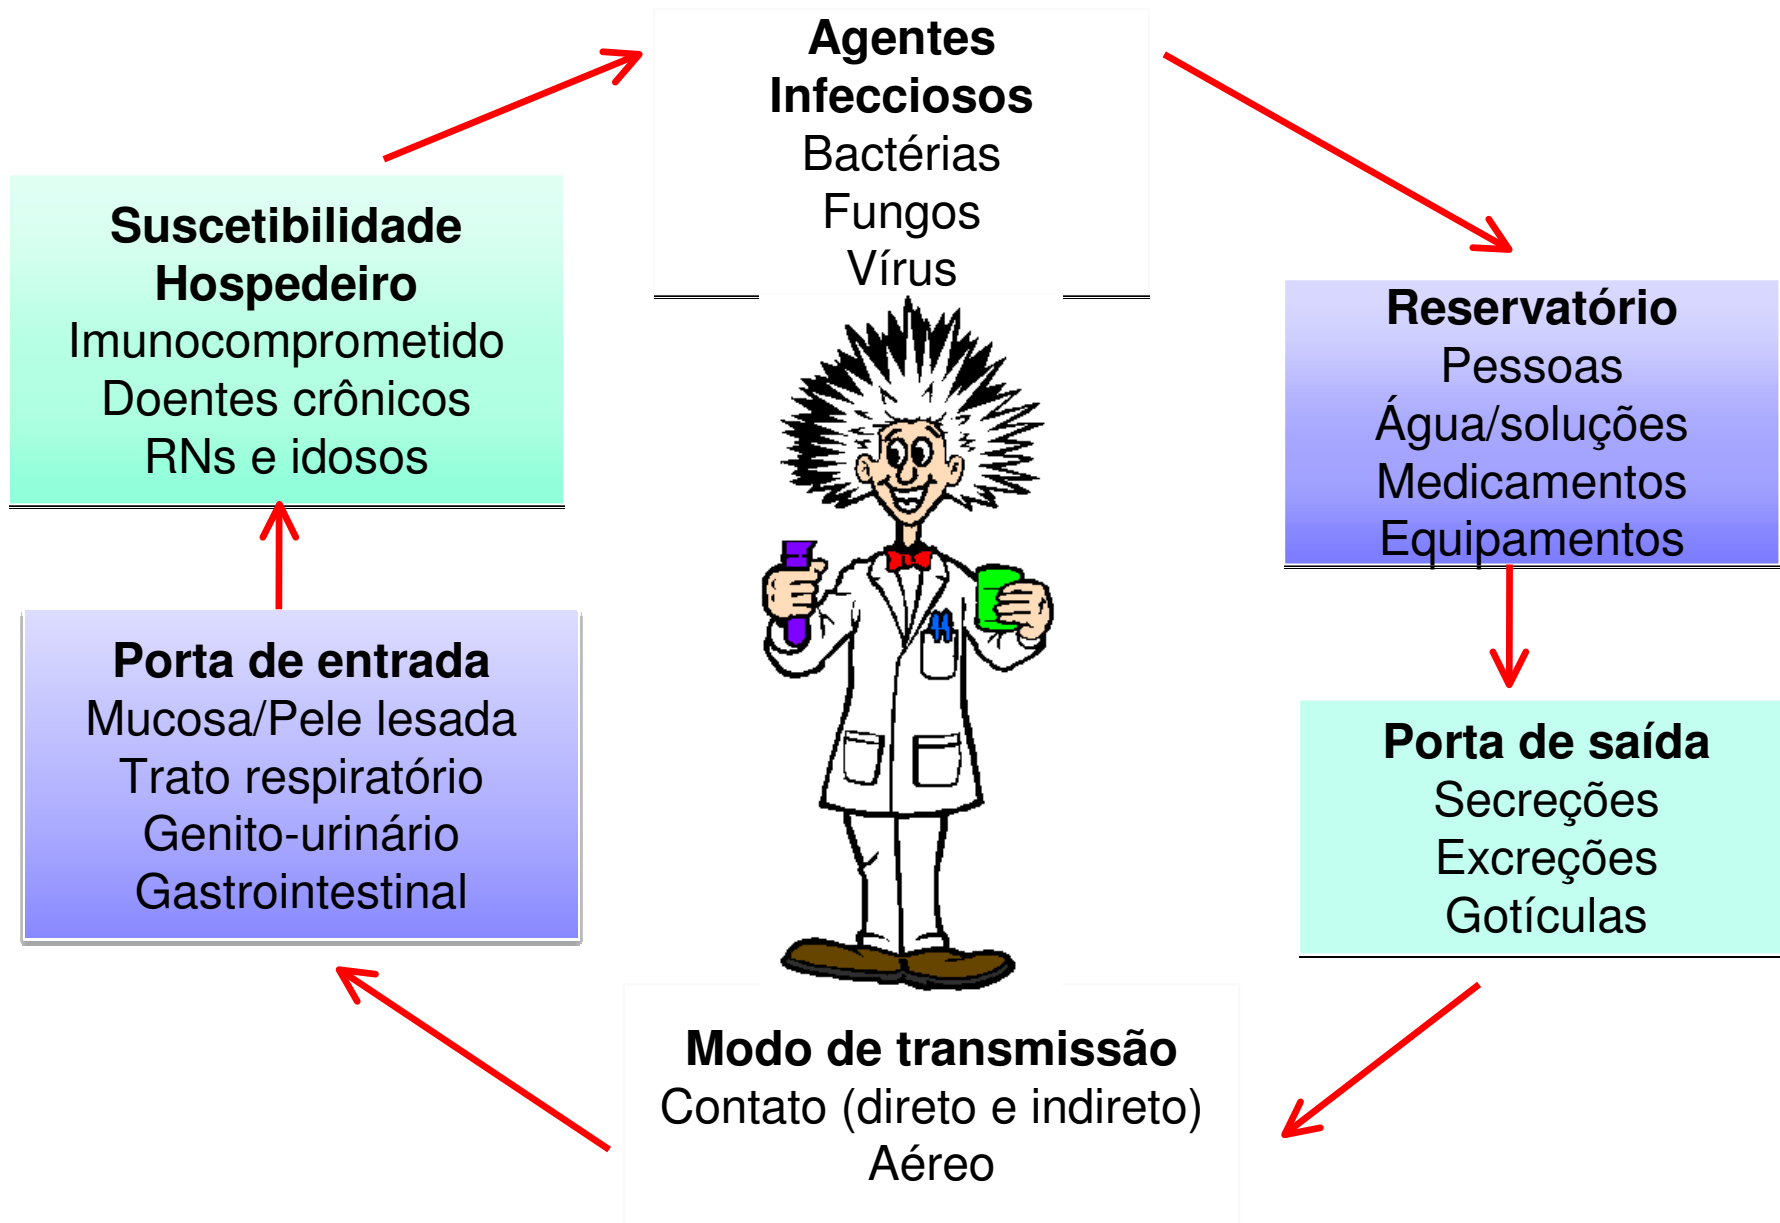 Agentes
Infecciosos
Bactérias
Fungos
Vírus
Reservatório
Pessoas
Água/soluções
Medicamentos
Equipamentos
Porta de saída
Secreções
Excreções
Gotículas
Modo de transmissão
Contato (direto e indireto)
Aéreo
Porta de entrada
Mucosa/Pele lesada
Trato respiratório
Genito-urinário
Gastrointestinal
Suscetibilidade
Hospedeiro
Imunocomprometido
Doentes crônicos
RNs e idosos